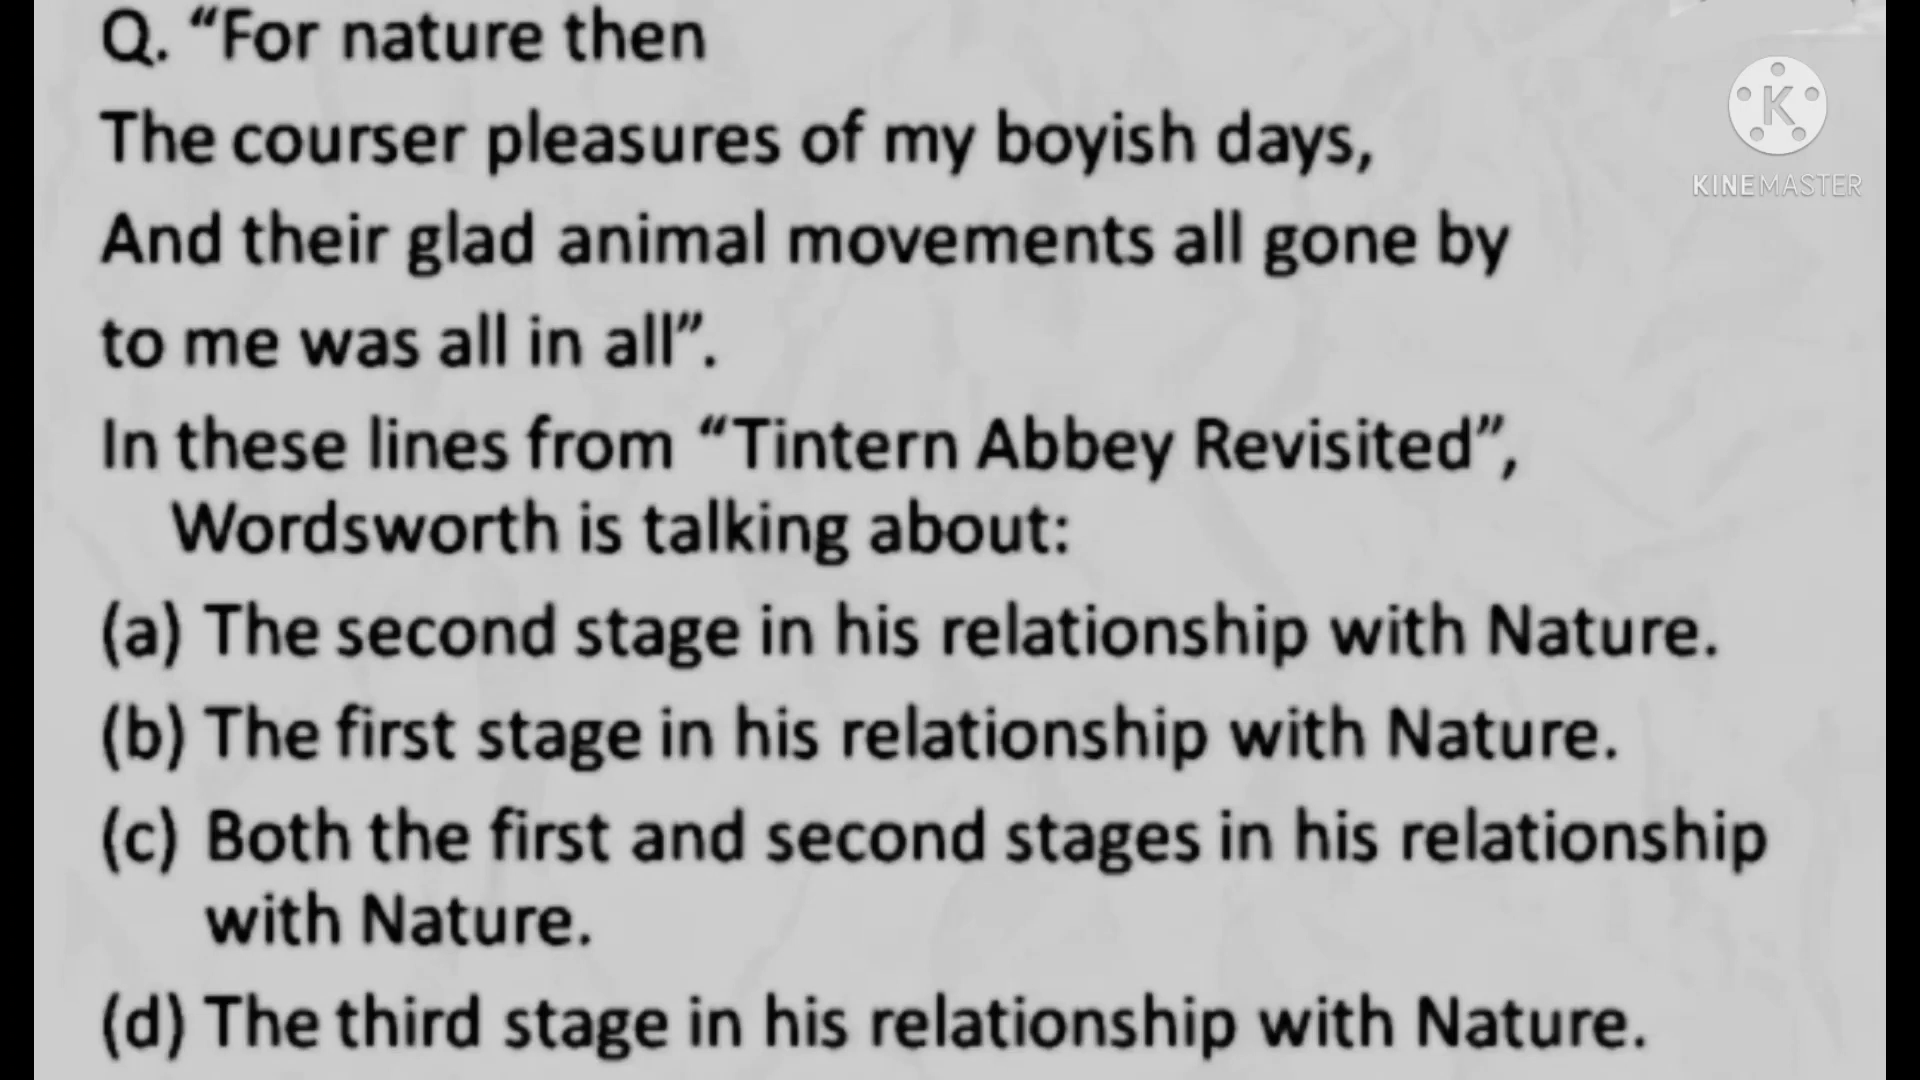 Q. “For nature then
The courser pleasures of my boyish days,
And their glad animal movements all gone by
to me was all in all”.
In these lines from “Tintern Abbey Revisited”,
Wordsworth is talking about:
(a) The second stage in his relationship with Nature.
(b) The first stage in his relationship with Nature.
(c) Both the first and second stages in his relationship
with Nature.
(d) The third stage in his relationship with Nature.
K
KINEMASTER